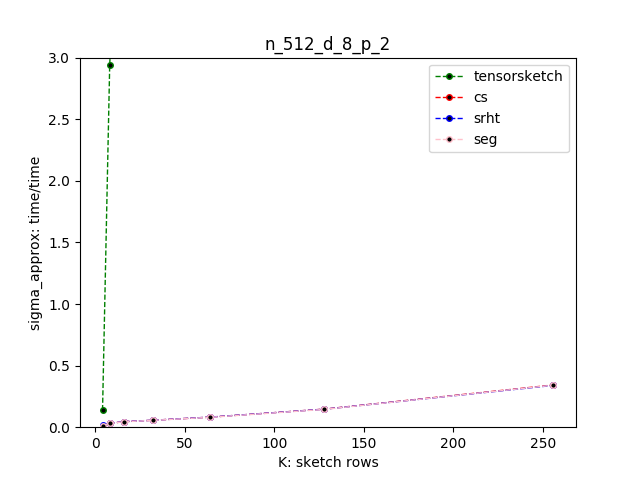 n_512_d_8_p_2
sigma_approx: time/time
3.0
2.5
2.0
1.5
1.0
0.5
0.0
tensorsketch
cs
srht
seg
0 50 100 150 200 250
K: sketch rows